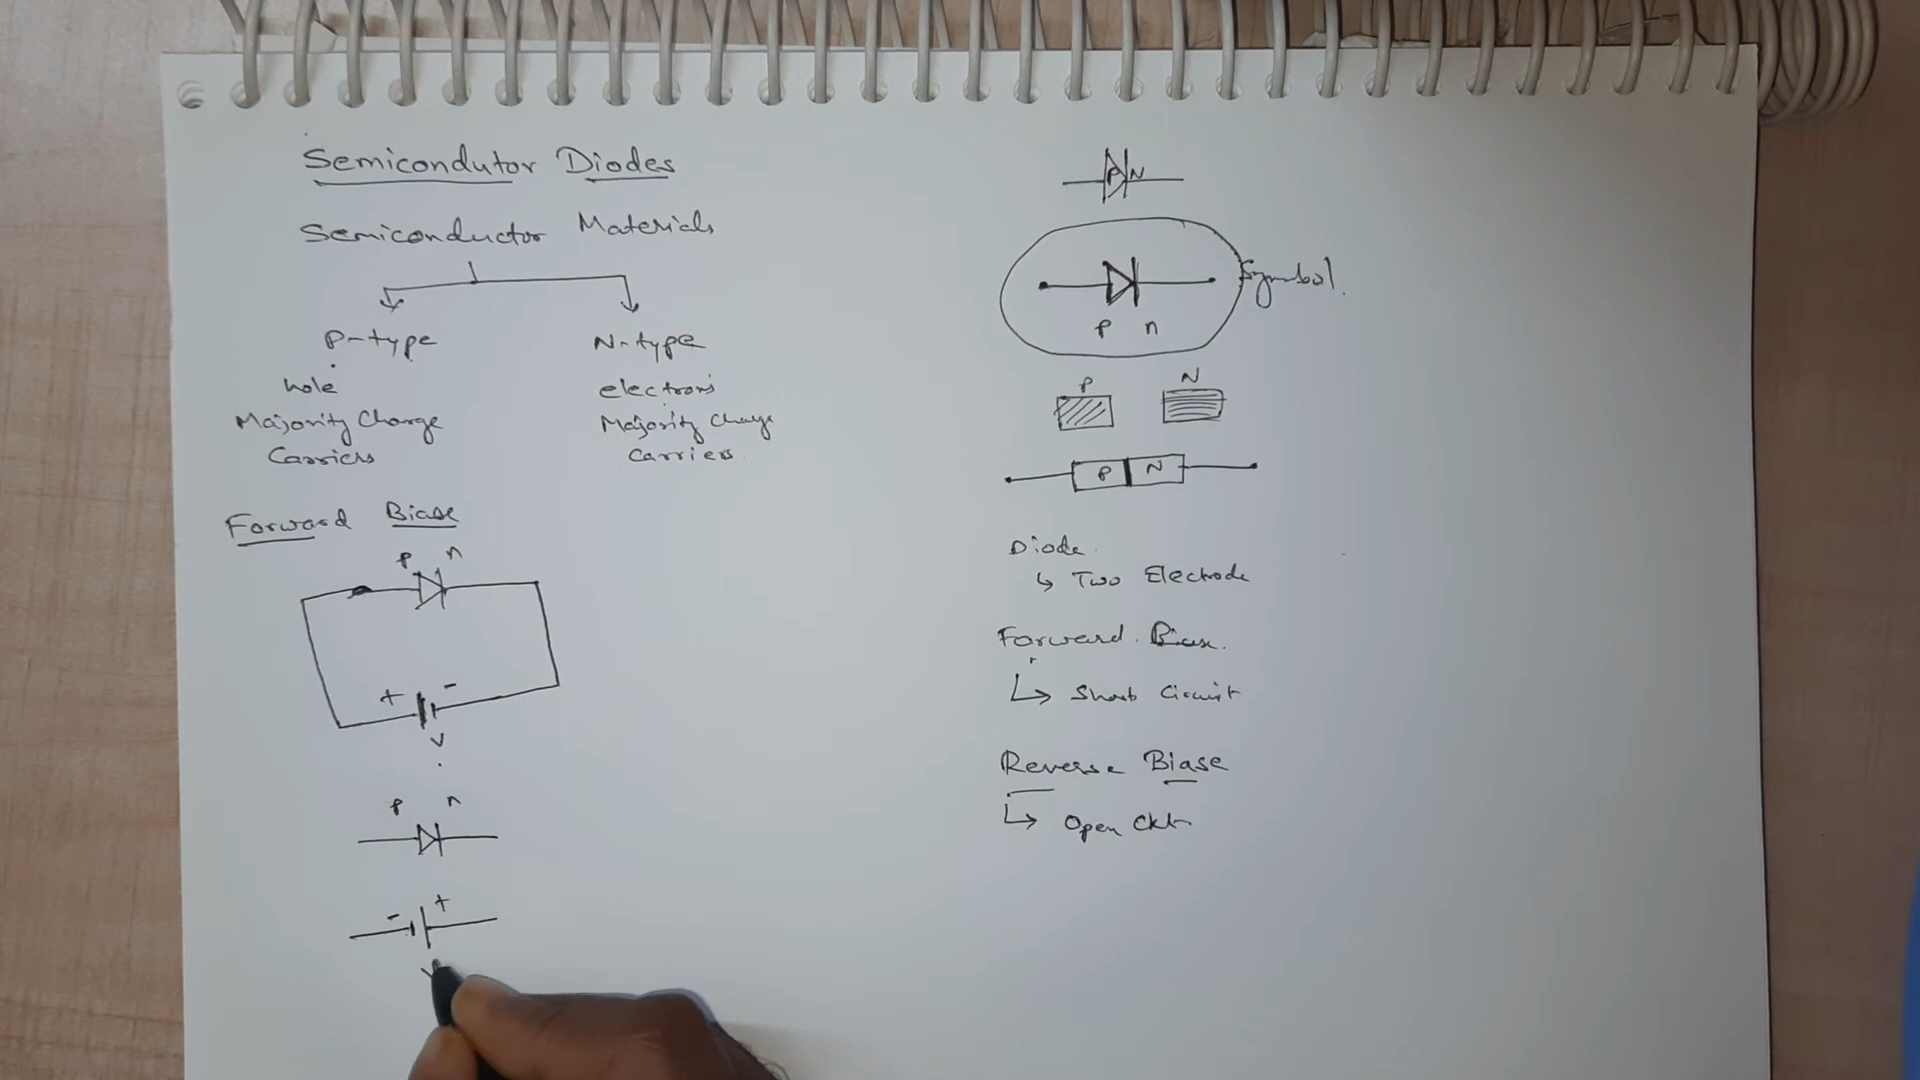 Semicondutor Diodes
Semiconductor Materials
P-type
N-type
hole
Majority Charge
Carriers
electrons
Majority Charge
Carriers
Forward Biase
P n
+ -
V
P n
- +
V
P N
Symbol.
P n
P N
P N
Diode
↳ Two Electrode
Forward Biase.
↳ Short Circuit
Reverse Biase
↳ Open Ckt